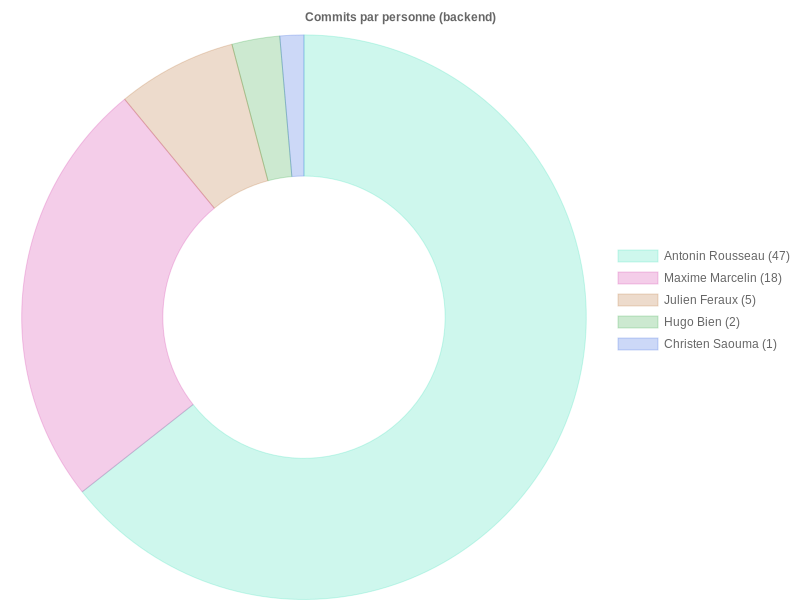 Commits par personne (backend)
Antonin Rousseau (47)
Maxime Marcelin (18)
Julien Feraux (5)
Hugo Bien (2)
Christen Saouma (1)